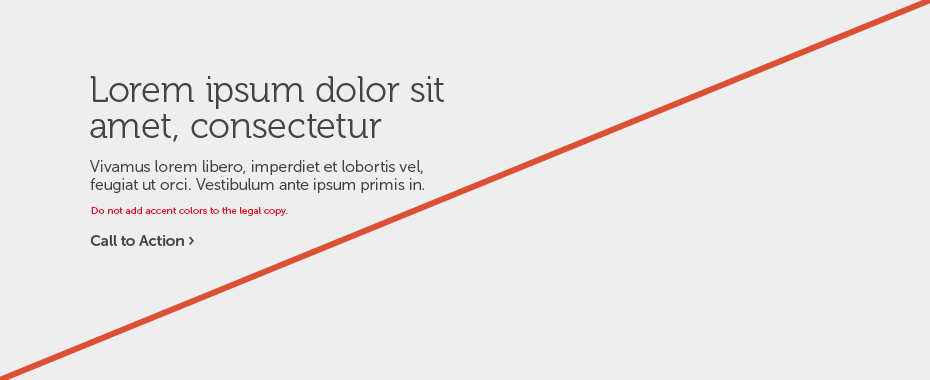 Lorem ipsum dolor sit
amet, consectetur
Vivamus lorem libero, imperdiet et lobortis vel,
feugiat ut orci. Vestibulum ante ipsum primis in.
Do not add accent colors to the legal copy.
Call to Action ›